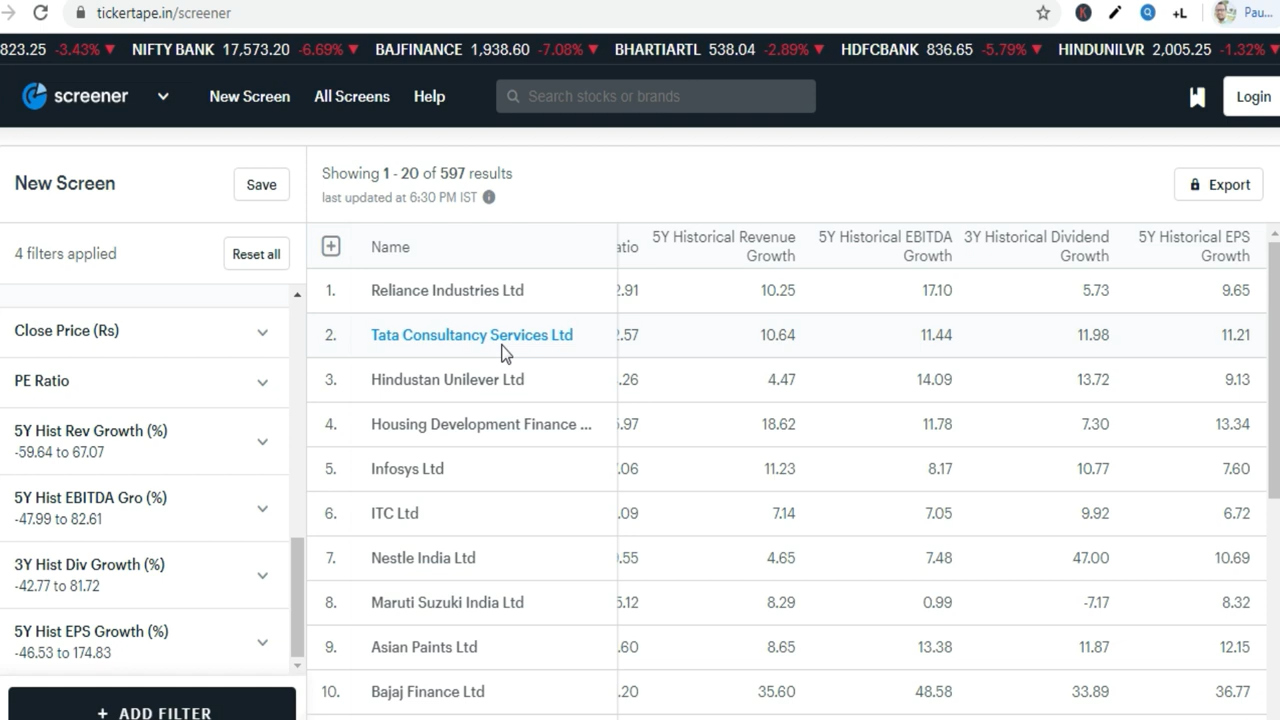 tickertape.in/screener
K
+L
Pau...
823.25 -3.43% ▼ NIFTY BANK 17,573.20 -6.69% ▼ BAJFINANCE 1,938.60 -7.08% ▼ BHARTIARTL 538.04 -2.89% ▼ HDFCBANK 836.65 -5.79% ▼ HINDUNILVR 2,005.25 -1.32% ▼
screener New Screen All Screens Help Search stocks or brands Login
New Screen Save
Showing 1 - 20 of 597 results
last updated at 6:30 PM IST
Export
4 filters applied Reset all
Close Price (Rs)
PE Ratio
5Y Hist Rev Growth (%)
-59.64 to 67.07
5Y Hist EBITDA Gro (%)
-47.99 to 82.61
3Y Hist Div Growth (%)
-42.77 to 81.72
5Y Hist EPS Growth (%)
-46.53 to 174.83
+ ADD FILTER
Name atio 5Y Historical Revenue Growth 5Y Historical EBITDA Growth 3Y Historical Dividend Growth 5Y Historical EPS Growth
1. Reliance Industries Ltd 2.91 10.25 17.10 5.73 9.65
2. Tata Consultancy Services Ltd .57 10.64 11.44 11.98 11.21
3. Hindustan Unilever Ltd .26 4.47 14.09 13.72 9.13
4. Housing Development Finance ... .97 18.62 11.78 7.30 13.34
5. Infosys Ltd .06 11.23 8.17 10.77 7.60
6. ITC Ltd .09 7.14 7.05 9.92 6.72
7. Nestle India Ltd .55 4.65 7.48 47.00 10.69
8. Maruti Suzuki India Ltd 5.12 8.29 0.99 -7.17 8.32
9. Asian Paints Ltd .60 8.65 13.38 11.87 12.15
10. Bajaj Finance Ltd .20 35.60 48.58 33.89 36.77